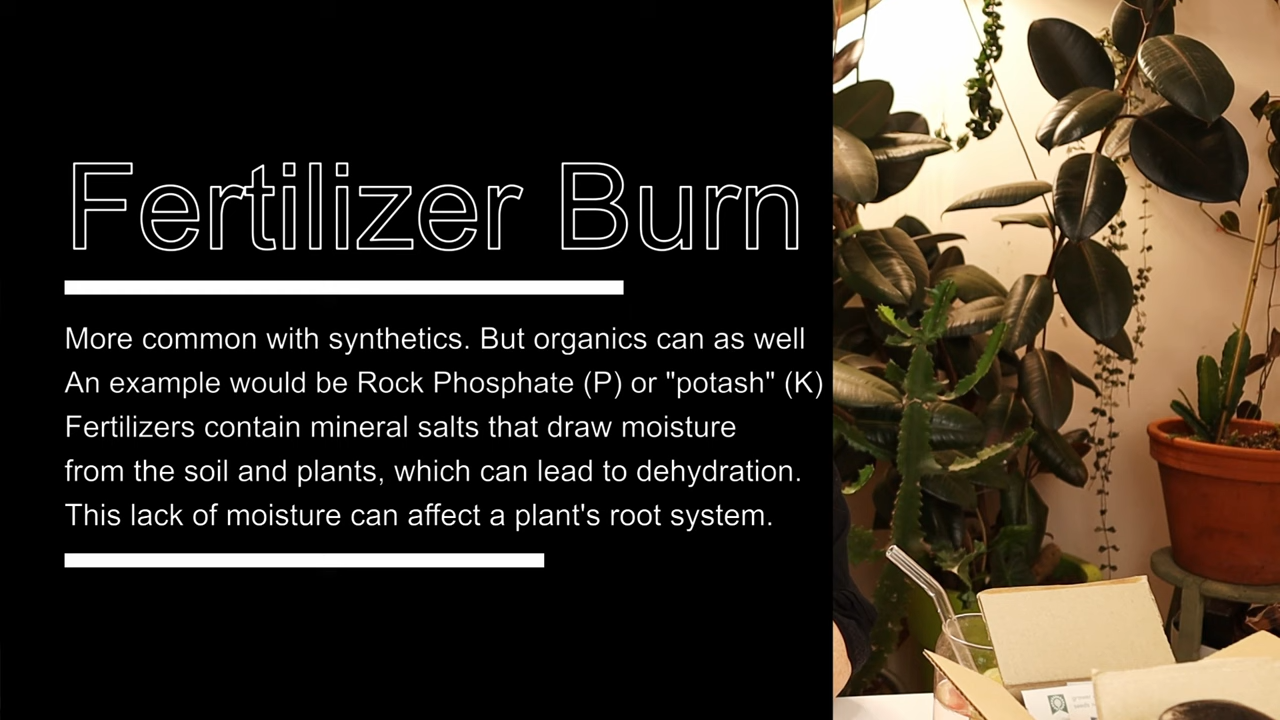 Fertilizer Burn
More common with synthetics. But organics can as well
An example would be Rock Phosphate (P) or "potash" (K)
Fertilizers contain mineral salts that draw moisture
from the soil and plants, which can lead to dehydration.
This lack of moisture can affect a plant's root system.